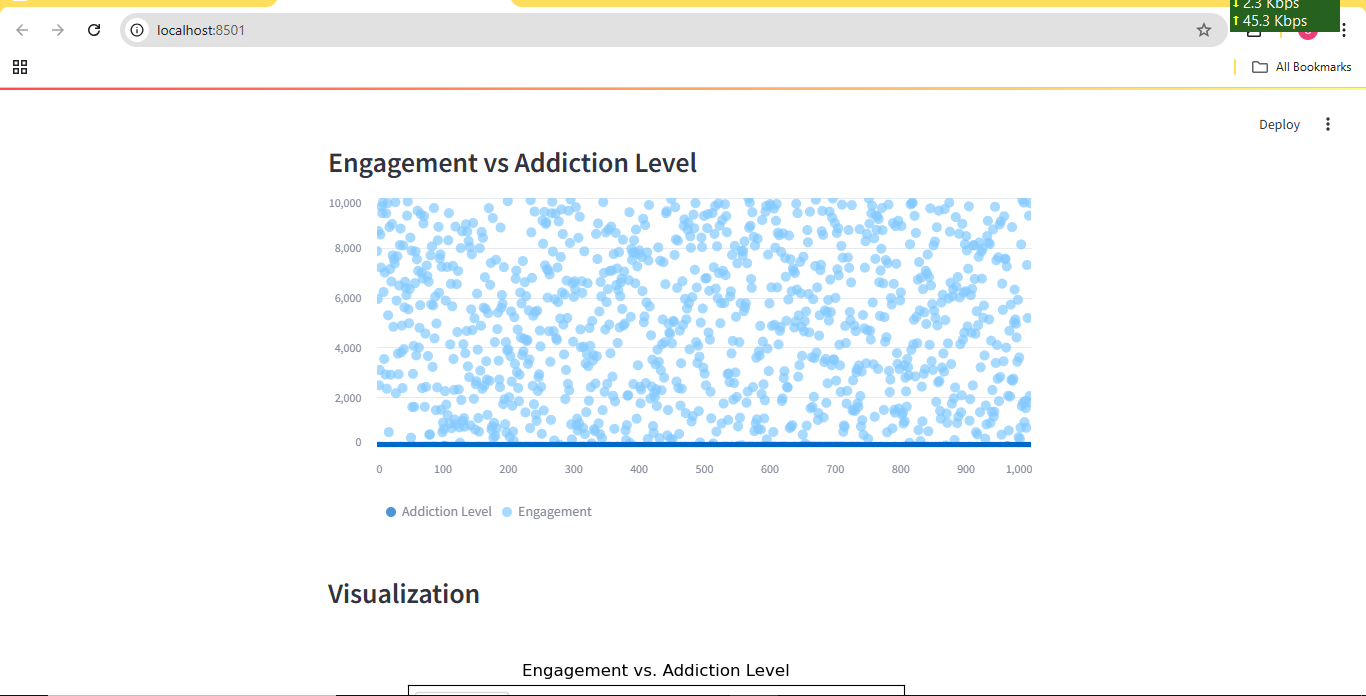 2.3 Kbps
45.3 Kbps
localhost:8501
All Bookmarks
Deploy
Engagement vs Addiction Level
10,000
8,000
6,000
4,000
2,000
0
0 100 200 300 400 500 600 700 800 900 1,000
Addiction Level Engagement
Visualization
Engagement vs. Addiction Level